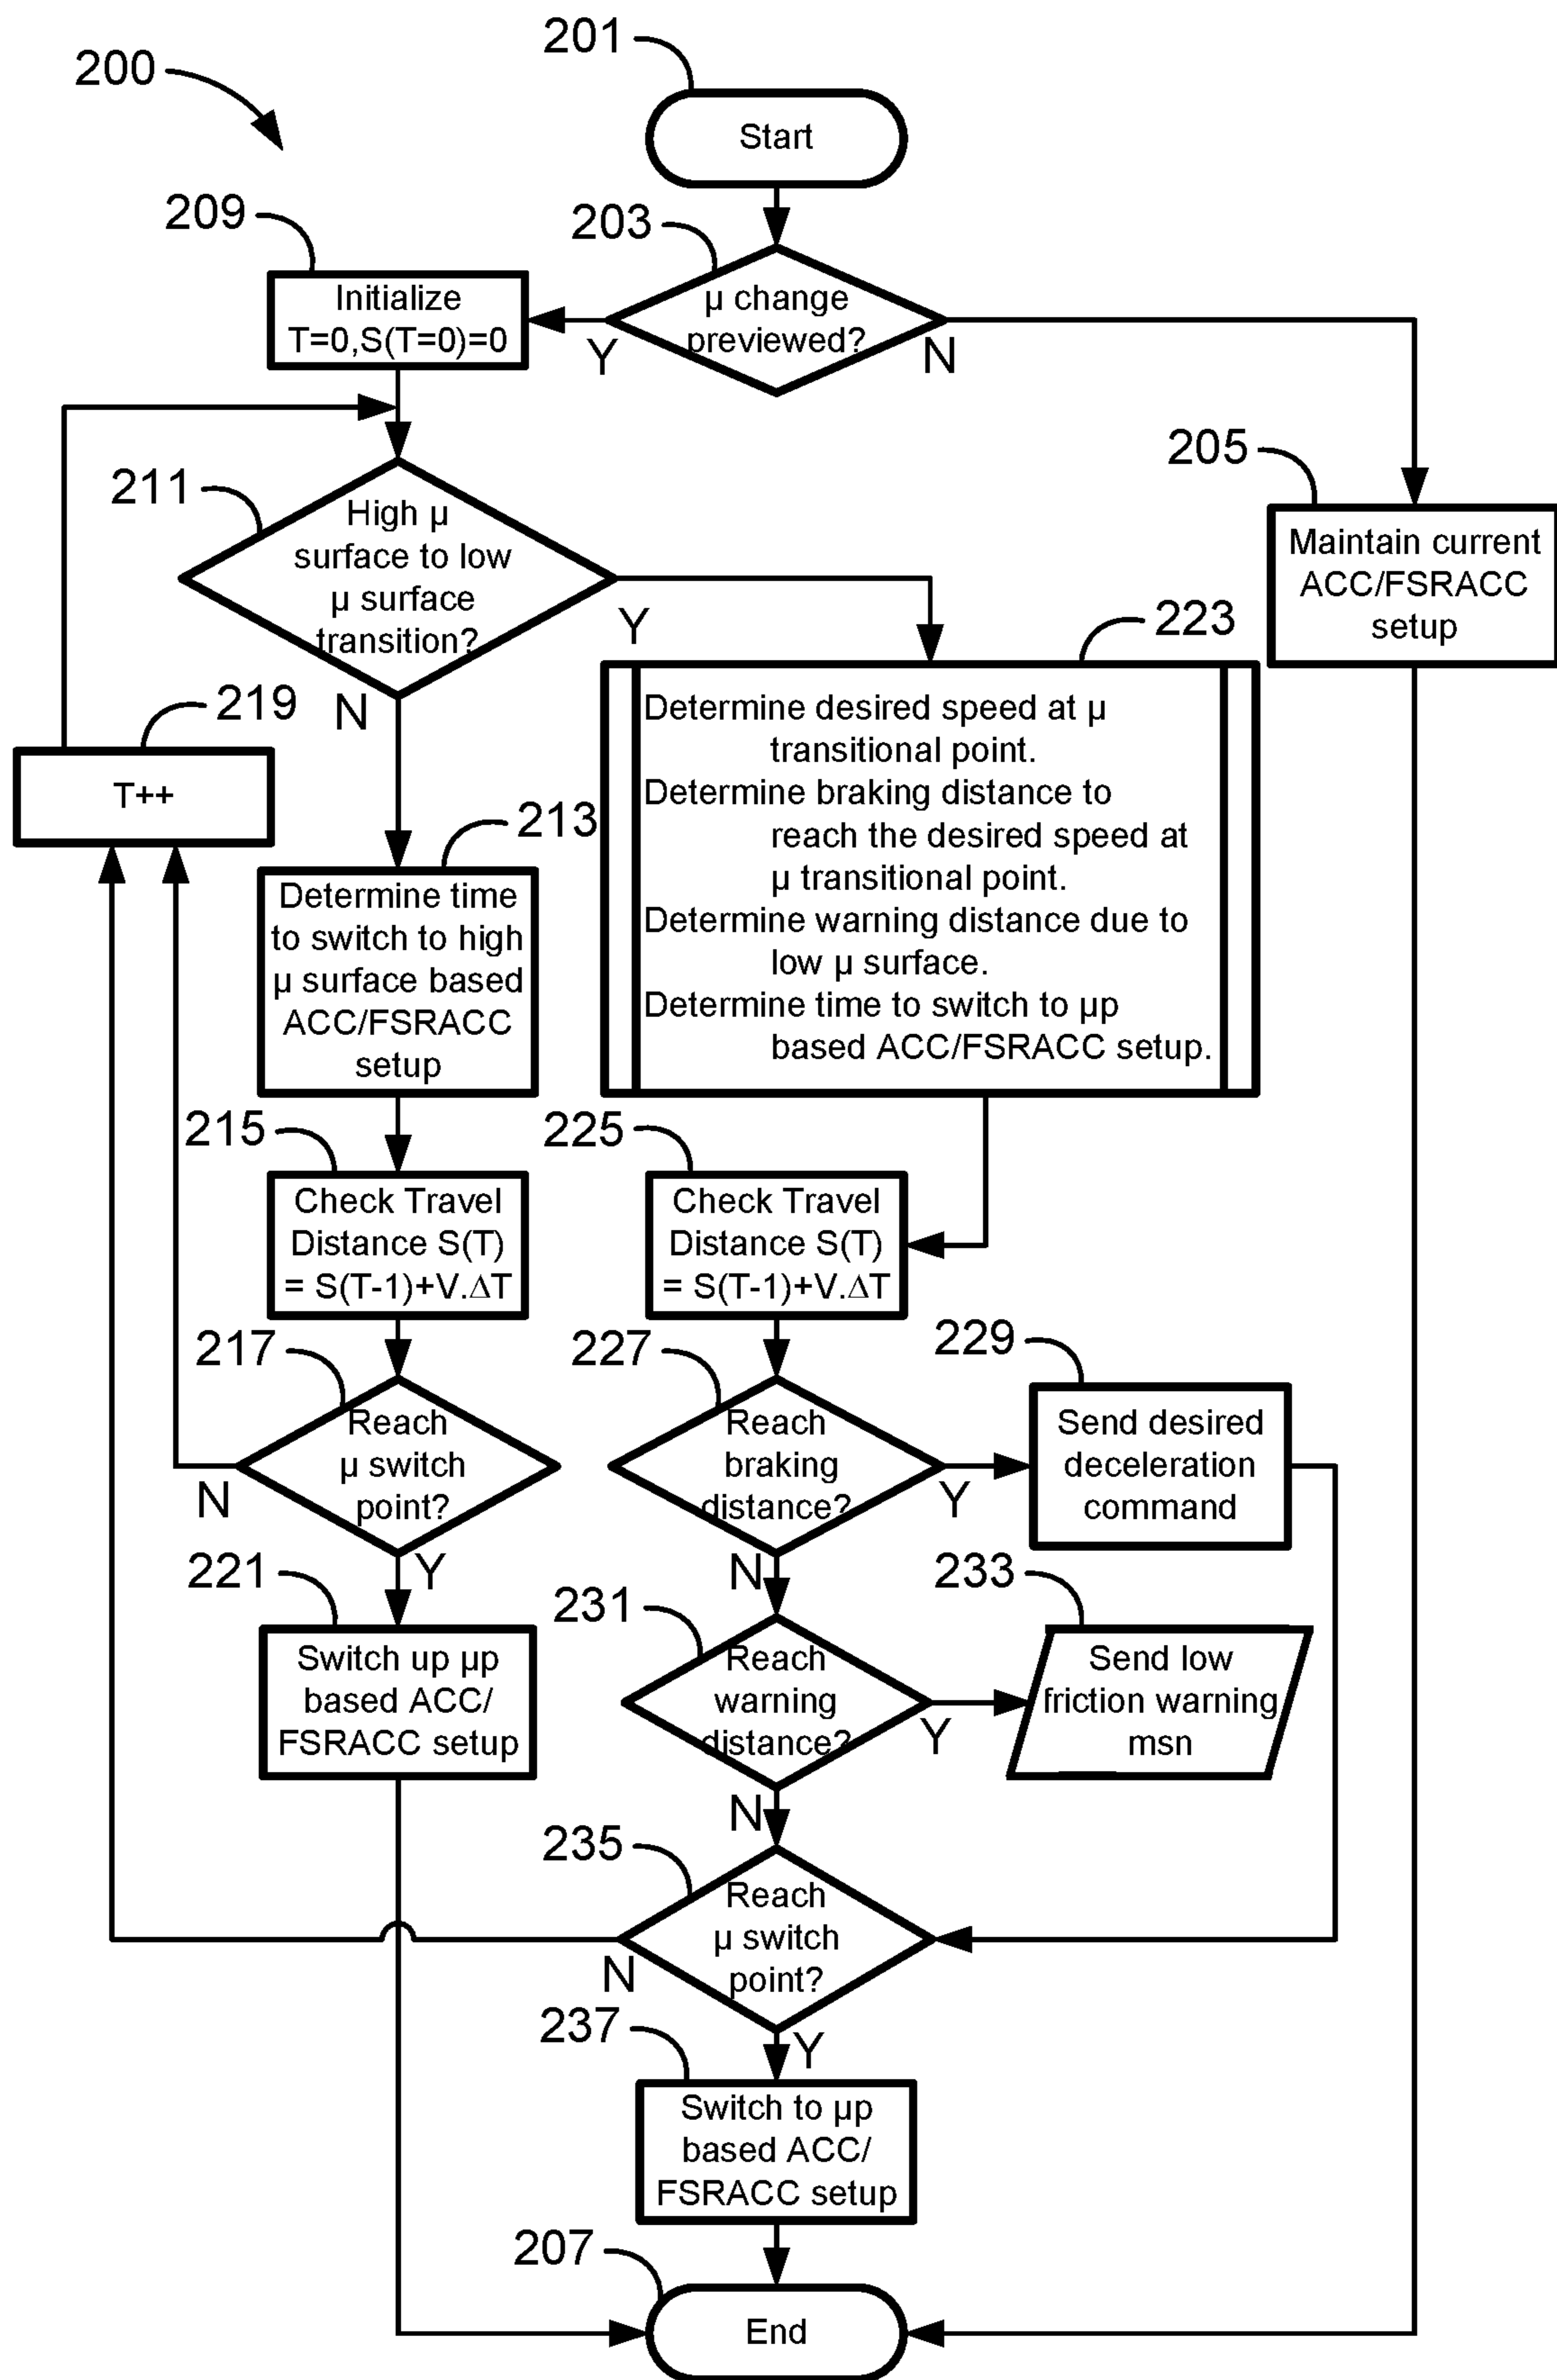 201
200
Start
209
203
Initialize
T=0,S(T=0)=0
µ change
previewed?
Y
N
205
211
High µ
surface to low
µ surface
transition?
Y
N
Maintain current
ACC/FSRACC
setup
223
219
T++
Determine desired speed at µ
transitional point.
Determine braking distance to
reach the desired speed at
µ transitional point.
Determine warning distance due to
low µ surface.
Determine time to switch to µp
based ACC/FSRACC setup.
213
Determine time
to switch to high
µ surface based
ACC/FSRACC
setup
215
225
Check Travel
Distance S(T)
= S(T-1)+V.∆T
Check Travel
Distance S(T)
= S(T-1)+V.∆T
217
227
229
Reach
µ switch
point?
N
Y
Reach
braking
distance?
Y
N
Send desired
deceleration
command
221
231
233
Switch up µp
based ACC/
FSRACC setup
Reach
warning
distance?
Y
N
Send low
friction warning
msn
235
Reach
µ switch
point?
N
Y
237
Switch to µp
based ACC/
FSRACC setup
207
End